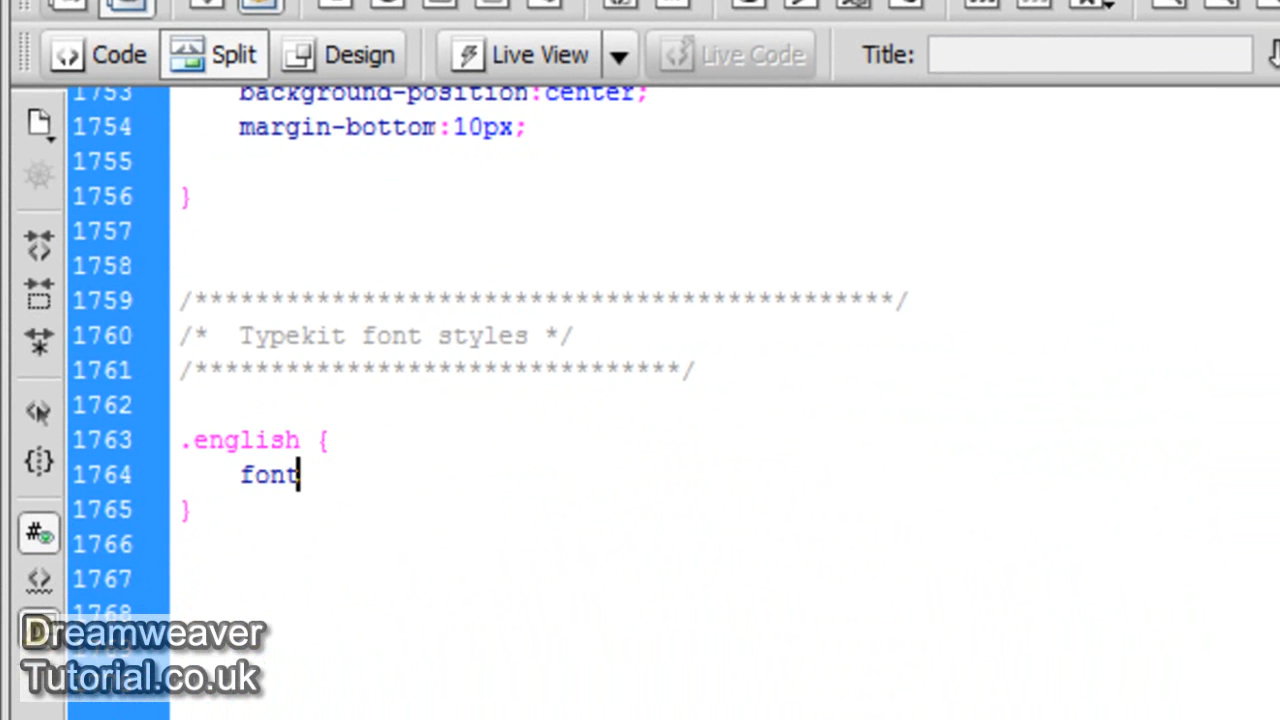 Code Split Design Live View Live Code Title:
1753 background-position:center;
1754 margin-bottom:10px;
1755
1756 }
1757
1758
1759 /**********************************************/
1760 /* Typekit font styles */
1761 /********************************/
1762
1763 .english {
1764 font
1765 }
1766
1767
1768
Dreamweaver
Tutorial.co.uk